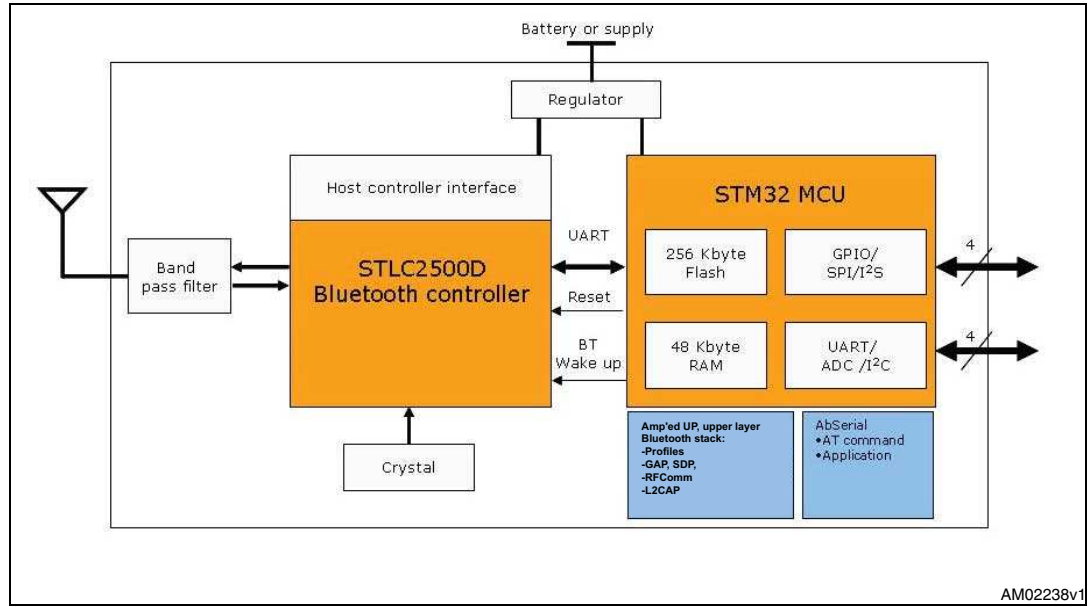 Battery or supply
Regulator
Host controller interface
STM32 MCU
UART
256 Kbyte
Flash
GPIO/
SPI/I²S
4
Band
pass filter
STLC2500D
Bluetooth controller
Reset
BT
Wake up
48 Kbyte
RAM
UART/
ADC /I²C
4
Crystal
Amp'ed UP, upper layer
Bluetooth stack:
-Profiles
-GAP, SDP,
-RFComm
-L2CAP
AbSerial
•AT command
•Application
AM02238v1